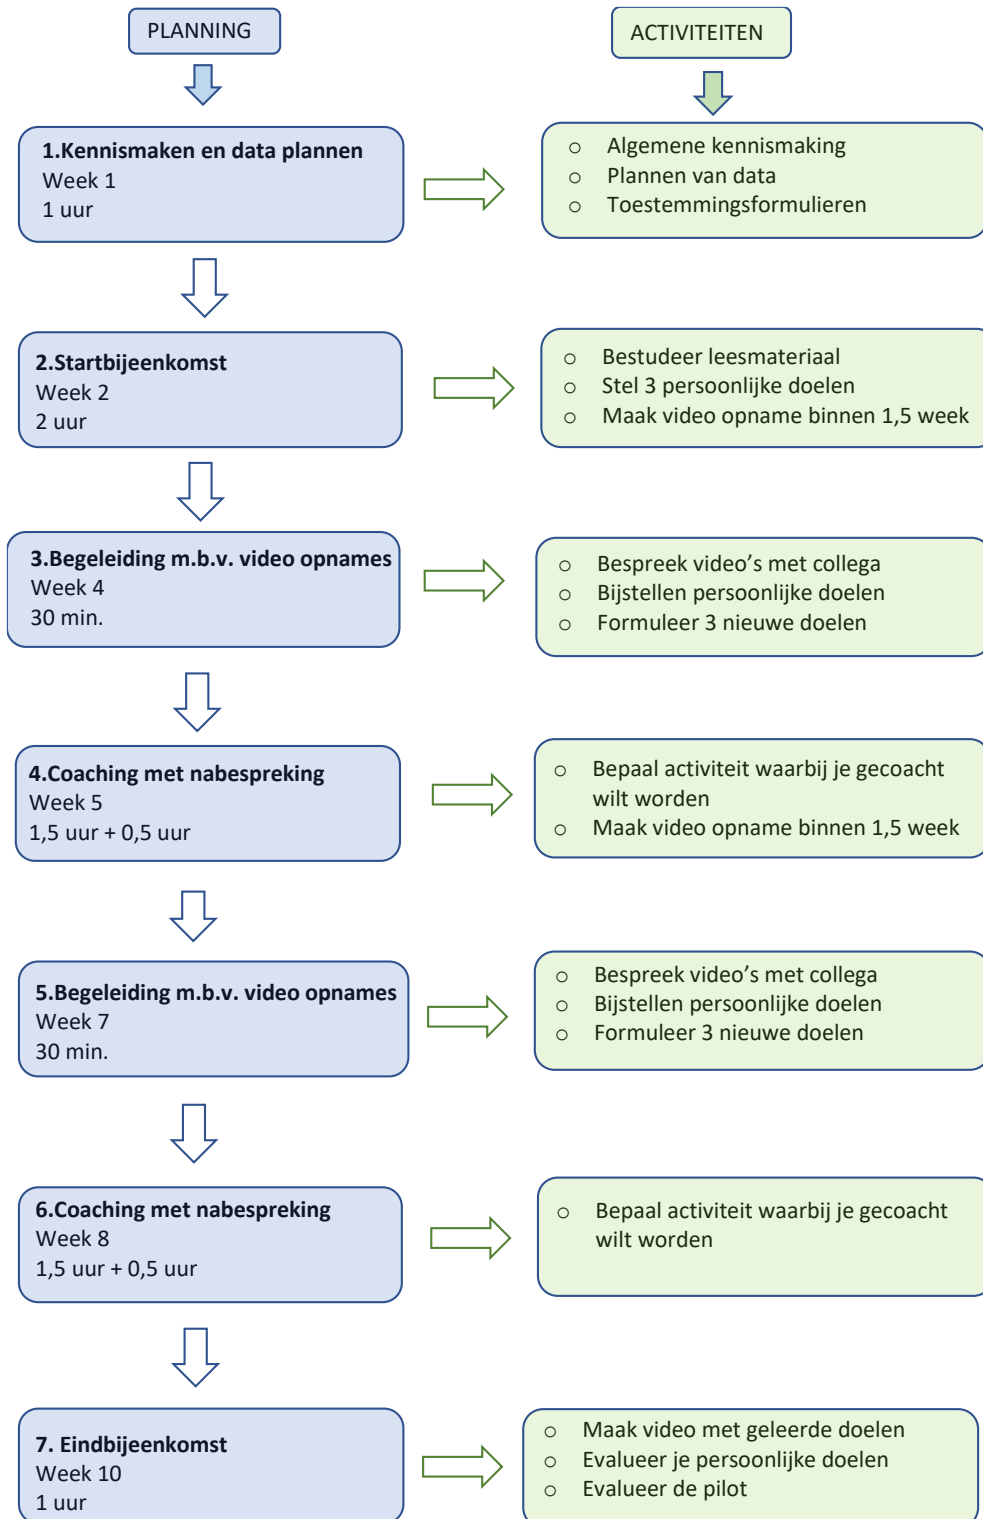 PLANNING
ACTIVITEITEN
1.Kennismaken en data plannen
Week 1
1 uur
o Algemene kennismaking
o Plannen van data
o Toestemmingsformulieren
2.Startbijeenkomst
Week 2
2 uur
o Bestudeer leesmateriaal
o Stel 3 persoonlijke doelen
o Maak video opname binnen 1,5 week
3.Begeleiding m.b.v. video opnames
Week 4
30 min.
o Bespreek video’s met collega
o Bijstellen persoonlijke doelen
o Formuleer 3 nieuwe doelen
4.Coaching met nabespreking
Week 5
1,5 uur + 0,5 uur
o Bepaal activiteit waarbij je gecoacht
wilt worden
o Maak video opname binnen 1,5 week
5.Begeleiding m.b.v. video opnames
Week 7
30 min.
o Bespreek video’s met collega
o Bijstellen persoonlijke doelen
o Formuleer 3 nieuwe doelen
6.Coaching met nabespreking
Week 8
1,5 uur + 0,5 uur
o Bepaal activiteit waarbij je gecoacht
wilt worden
7. Eindbijeenkomst
Week 10
1 uur
o Maak video met geleerde doelen
o Evalueer je persoonlijke doelen
o Evalueer de pilot